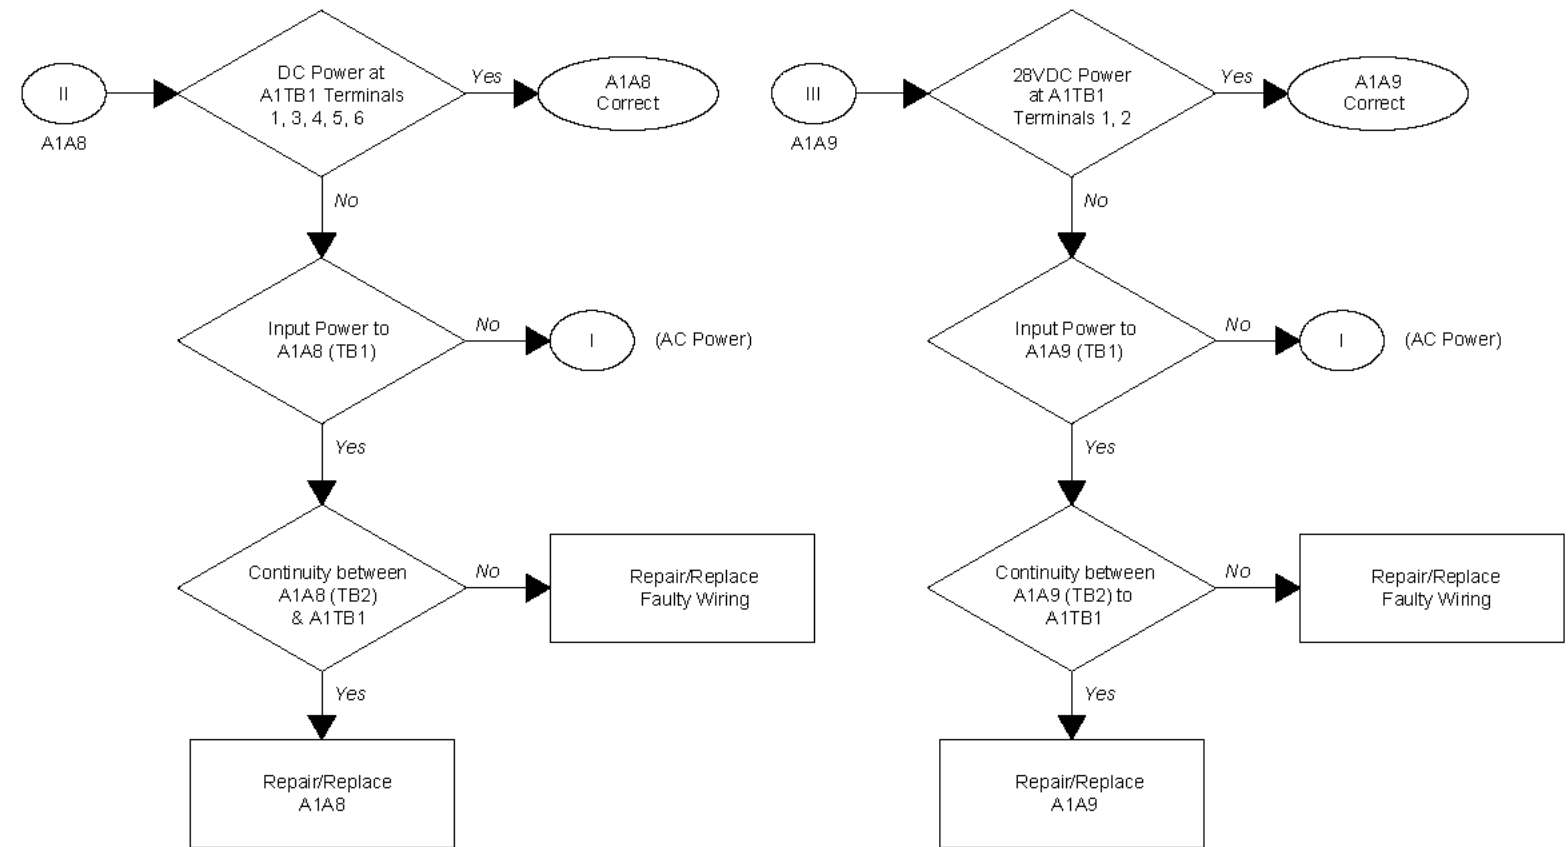 II
A1A8
DC Power at
A1TB1 Terminals
1, 3, 4, 5, 6
Yes
A1A8
Correct
No
Input Power to
A1A8 (TB1)
No
I
(AC Power)
Yes
Continuity between
A1A8 (TB2)
& A1TB1
No
Repair/Replace
Faulty Wiring
Yes
Repair/Replace
A1A8
III
A1A9
28VDC Power
at A1TB1
Terminals 1, 2
Yes
A1A9
Correct
No
Input Power to
A1A9 (TB1)
No
I
(AC Power)
Yes
Continuity between
A1A9 (TB2) to
A1TB1
No
Repair/Replace
Faulty Wiring
Yes
Repair/Replace
A1A9